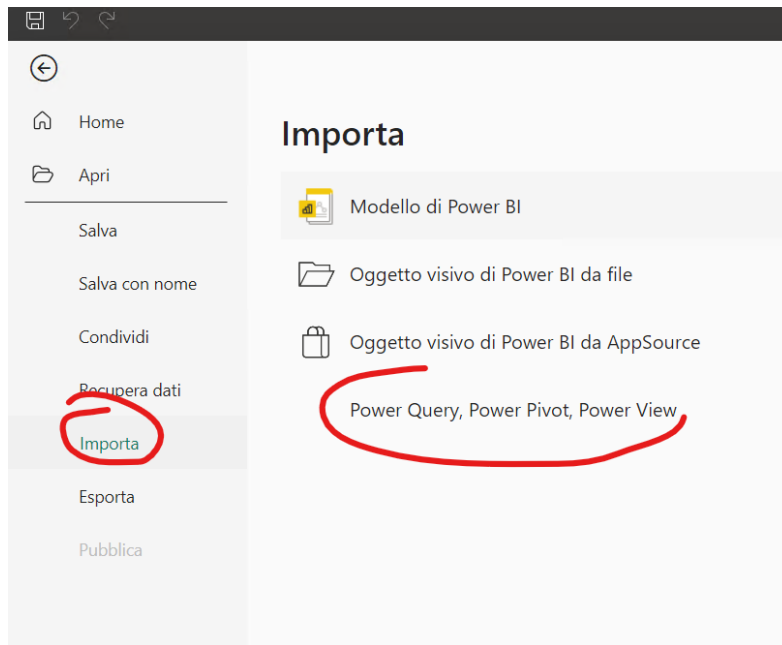 Home
Apri
Salva
Salva con nome
Condividi
Recupera dati
Importa
Esporta
Pubblica
Importa
Modello di Power BI
Oggetto visivo di Power BI da file
Oggetto visivo di Power BI da AppSource
Power Query, Power Pivot, Power View